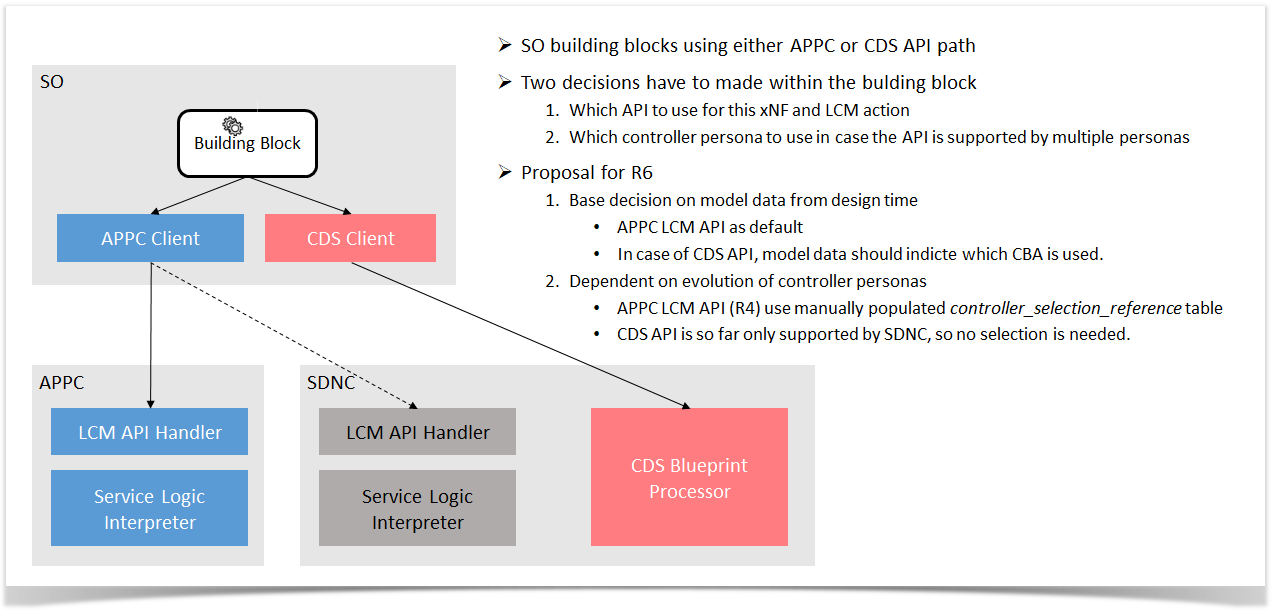 SO
Building Block
APPC Client
CDS Client
APPC
LCM API Handler
Service Logic
Interpreter
SDNC
LCM API Handler
Service Logic
Interpreter
CDS Blueprint
Processor
SO building blocks using either APPC or CDS API path
Two decisions have to made within the bulding block
1. Which API to use for this xNF and LCM action
2. Which controller persona to use in case the API is supported by multiple personas
Proposal for R6
1. Base decision on model data from design time
• APPC LCM API as default
• In case of CDS API, model data should indicte which CBA is used.
2. Dependent on evolution of controller personas
• APPC LCM API (R4) use manually populated controller_selection_reference table
• CDS API is so far only supported by SDNC, so no selection is needed.